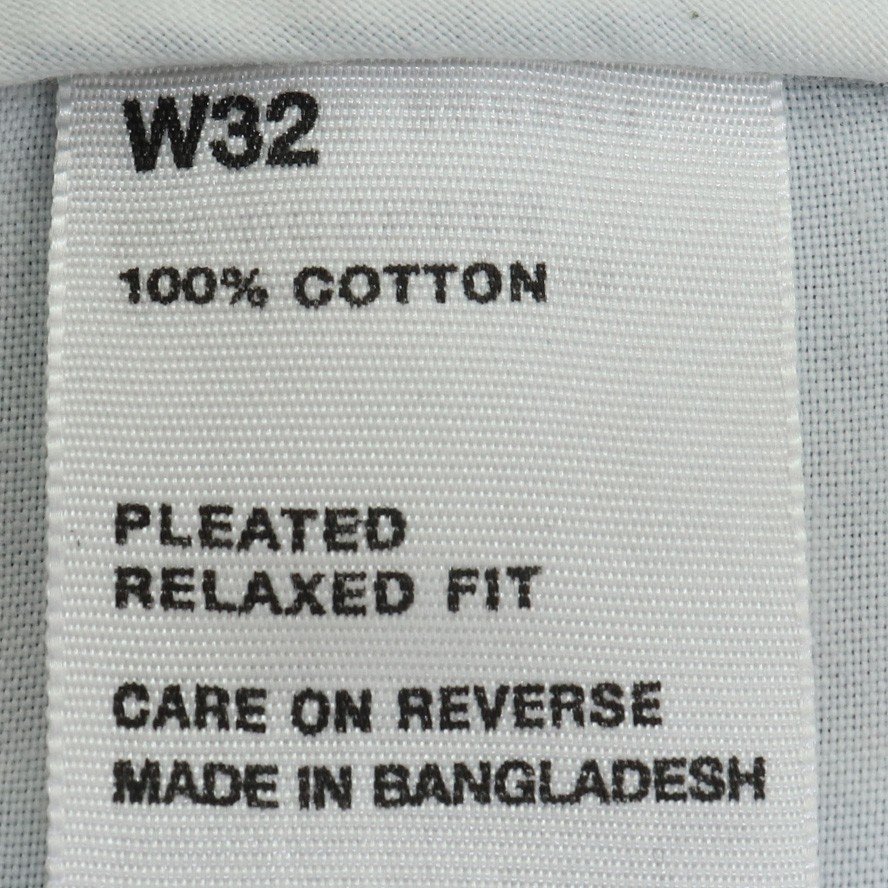 W32
100% COTTON
PLEATED
RELAXED FIT
CARE ON REVERSE
MADE IN BANGLADESH